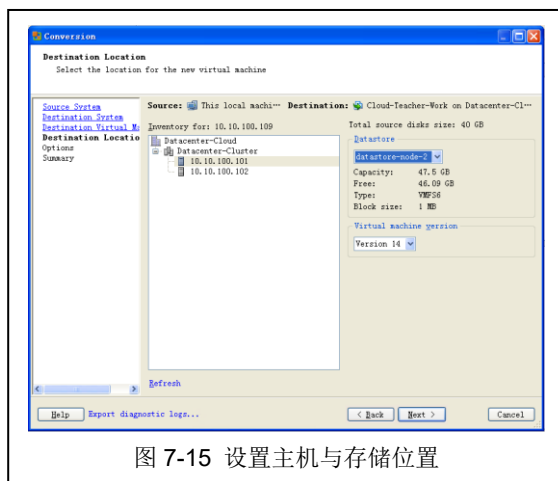 Conversion
Destination Location
Select the location for the new virtual machine
Source System
Destination System
Destination Virtual Ma
Destination Locatio
Options
Summary
Source: This local machi… Destination: Cloud-Teacher-Work on Datacenter-Cl…
Inventory for: 10.10.100.109
Datacenter-Cloud
Datacenter-Cluster
10.10.100.101
10.10.100.102
Total source disks size: 40 GB
Datastore
datastore-node-2
Capacity: 47.5 GB
Free: 46.09 GB
Type: VMFS6
Block size: 1 MB
Virtual machine version
Version 14
Refresh
Help Export diagnostic logs... < Back Next > Cancel
图 7-15 设置主机与存储位置